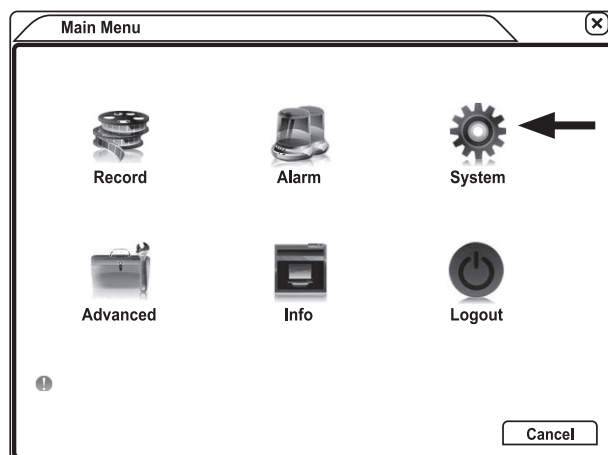 Main Menu
Record
Alarm
System
Advanced
Info
Logout
Cancel